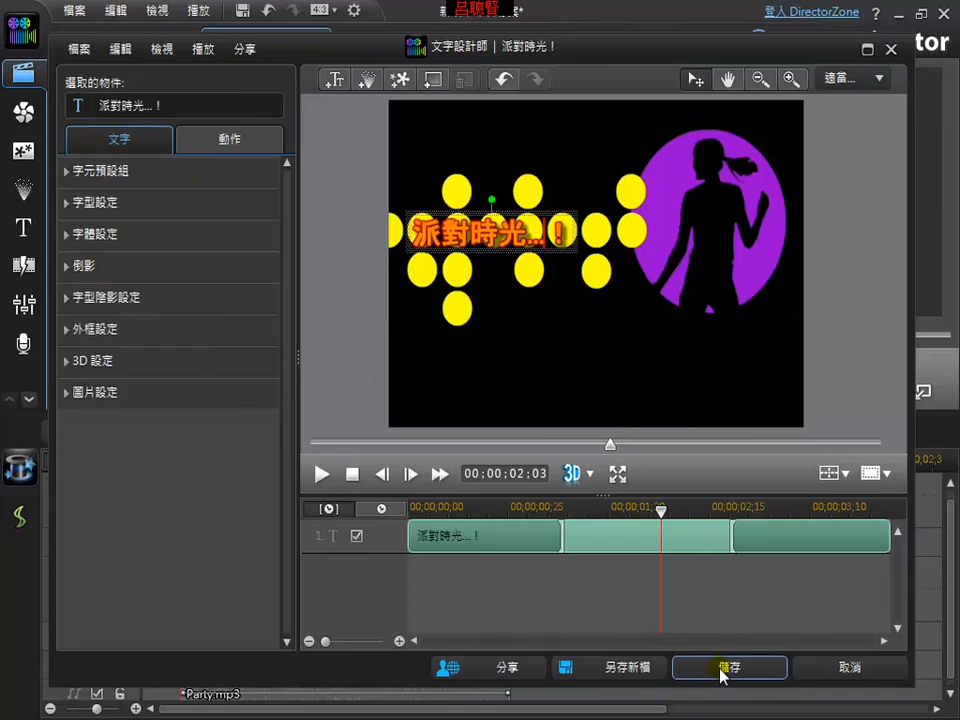 檔案 編輯 檢視 播放 4:3 呂聰賢 登入 DirectorZone ?
tor
檔案 編輯 檢視 播放 分享 文字設計師 | 派對時光!
選取的物件:
T 派對時光...!
適當...
文字 動作
字元預設組
字型設定
字體設定
倒影
字型陰影設定
外框設定
3D 設定
圖片設定
派對時光...!
00;00;02;03 3D
00;00;00;00 00;00;00;25 00;00;02;15 00;00;03;10
00;02;3
1. T 派對時光...!
分享 另存新檔 儲存 取消
Party.mp3